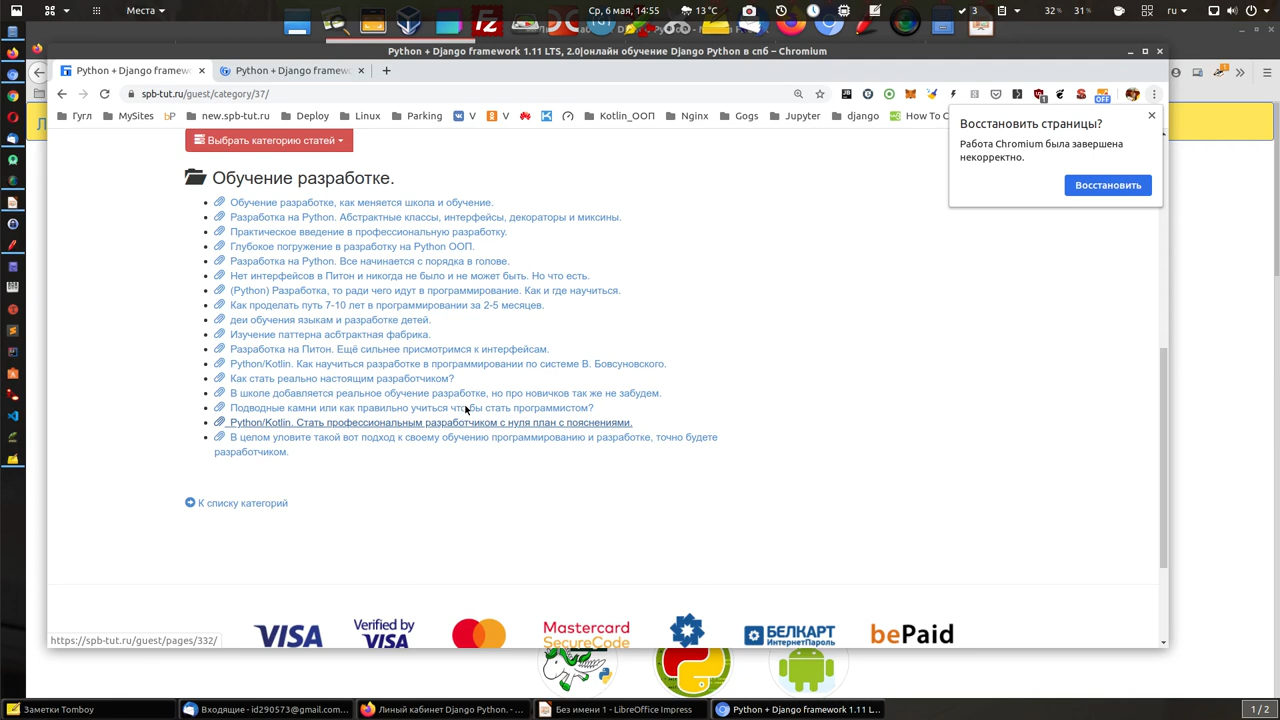 Места
Ср, 6 мая, 14:55
13°C
3
32%
31%
ru
Python + Django framework 1.11 LTS, 2.0|онлайн обучение Django Python в спб – Chromium
Python + Django framewo
Python + Django framewo
spb-tut.ru/guest/category/37/
OFF
Гугл
MySites
new.spb-tut.ru
Deploy
Linux
Parking
V
V
Kotlin_ООП
Nginx
Gogs
Jupyter
django
How To C
Выбрать категорию статей
Восстановить страницы?
Работа Chromium была завершена
некорректно.
Восстановить
Обучение разработке.
Обучение разработке, как меняется школа и обучение.
Разработка на Python. Абстрактные классы, интерфейсы, декораторы и миксины.
Практическое введение в профессиональную разработку.
Глубокое погружение в разработку на Python ООП.
Разработка на Python. Все начинается с порядка в голове.
Нет интерфейсов в Питон и никогда не было и не может быть. Но что есть.
(Python) Разработка, то ради чего идут в программирование. Как и где научиться.
Как проделать путь 7-10 лет в программировании за 2-5 месяцев.
деи обучения языкам и разработке детей.
Изучение паттерна асбтрактная фабрика.
Разработка на Питон. Ещё сильнее присмотримся к интерфейсам.
Python/Kotlin. Как научиться разработке в программировании по системе В. Бовсуновского.
Как стать реально настоящим разработчиком?
В школе добавляется реальное обучение разработке, но про новичков так же не забудем.
Подводные камни или как правильно учиться чтобы стать программистом?
Python/Kotlin. Стать профессиональным разработчиком с нуля план с пояснениями.
В целом уловите такой вот подход к своему обучению программированию и разработке, точно будете
разработчиком.
К списку категорий
VISA
Verified by
VISA
Mastercard
SecureCode
БЕЛКАРТ
ИнтернетПароль
bePaid
https://spb-tut.ru/guest/pages/332/
Заметки Tomboy
Входящие - id290573@gmail.com...
Линый кабинет Django Python. - ...
Без имени 1 - LibreOffice Impress
Python + Django framework 1.11 L...
1 / 2